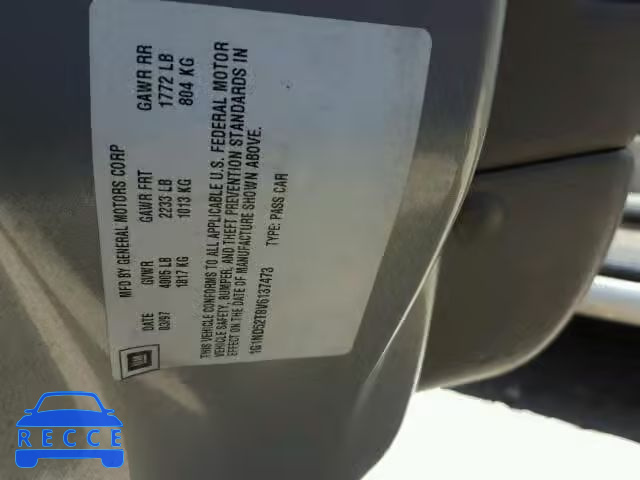 MFD BY GENERAL MOTORS CORP
DATE GVWR GAWR FRT GAWR RR
03/97 4005 LB 2233 LB 1772 LB
1817 KG 1013 KG 804 KG
THIS VEHICLE CONFORMS TO ALL APPLICABLE U.S. FEDERAL MOTOR
VEHICLE SAFETY, BUMPER, AND THEFT PREVENTION STANDARDS IN
EFFECT ON THE DATE OF MANUFACTURE SHOWN ABOVE.
1G1ND52T8V6137473 TYPE: PASS CAR
GM
RECCE